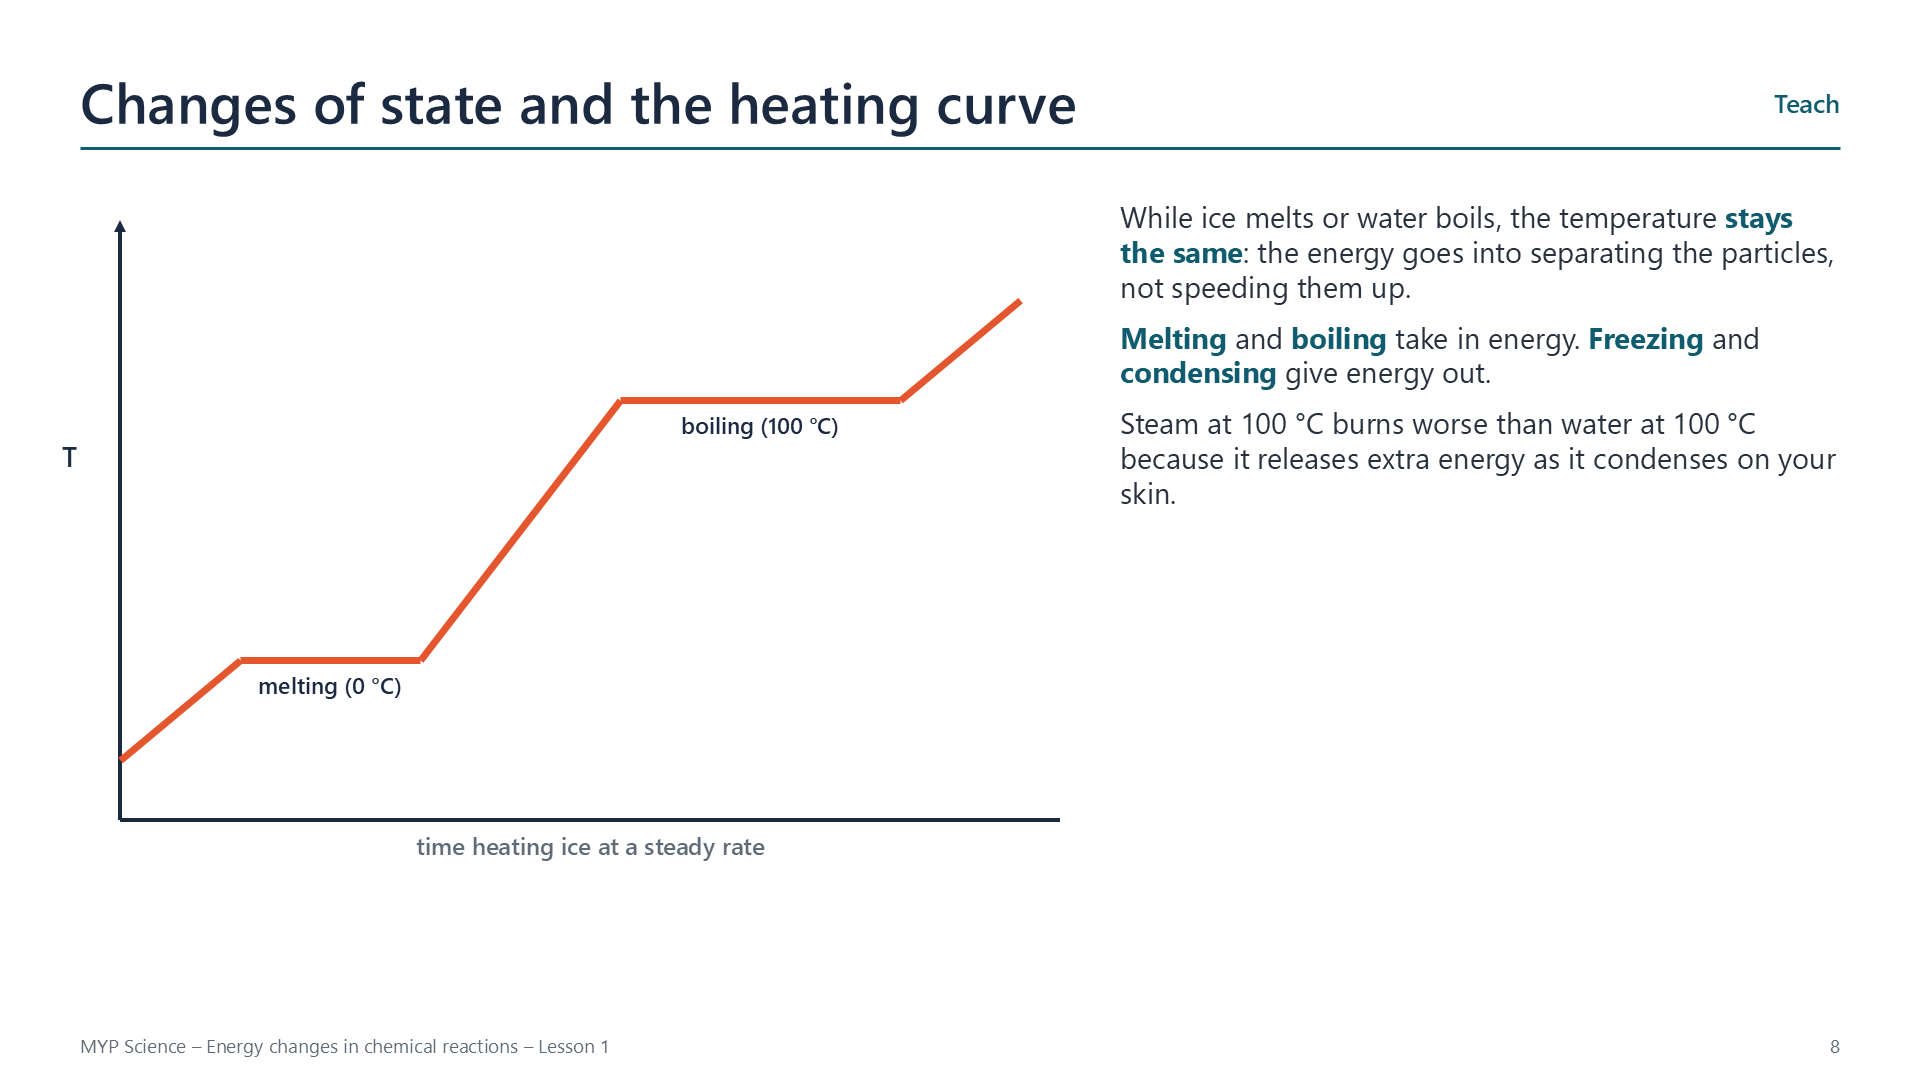 Changes of state and the heating curve
Teach
T
boiling (100 °C)
melting (0 °C)
time heating ice at a steady rate
While ice melts or water boils, the temperature stays
the same: the energy goes into separating the particles,
not speeding them up.
Melting and boiling take in energy. Freezing and
condensing give energy out.
Steam at 100 °C burns worse than water at 100 °C
because it releases extra energy as it condenses on your
skin.
MYP Science – Energy changes in chemical reactions – Lesson 1
8